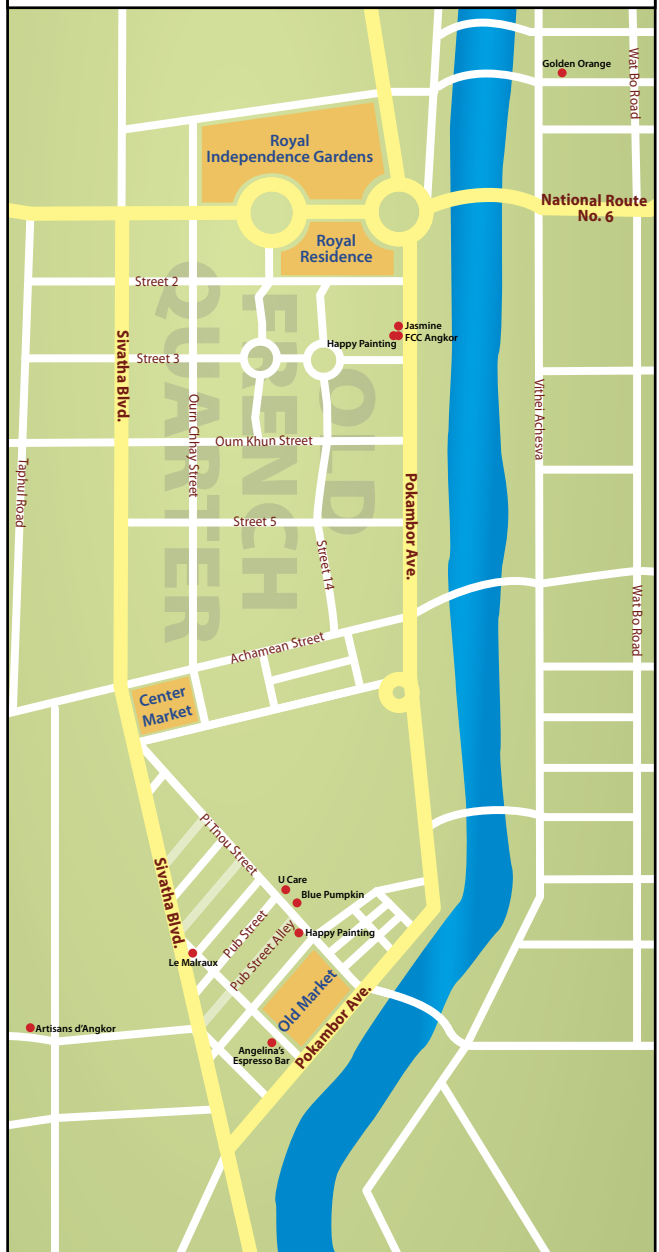 Golden Orange
Wat Bo Road
Royal
Independence Gardens
National Route
No. 6
Royal
Residence
Street 2
Jasmine
FCC Angkor
Happy Painting
Street 3
Sivatha Blvd.
OLD
FRENCH
QUARTER
Oum Chhay Street
Vithei Achesva
Oum Khun Street
Taphul Road
Pokambor Ave.
Street 5
Street 14
Wat Bo Road
Achamean Street
Center
Market
Pi Tnou Street
Sivatha Blvd.
U Care
Blue Pumpkin
Pub Street
Happy Painting
Pub Street Alley
Le Malraux
Old Market
Pokambor Ave.
Artisans d'Angkor
Angelina's
Espresso Bar